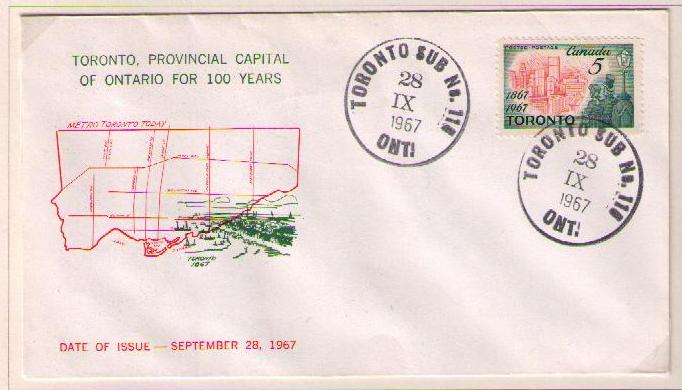 TORONTO, PROVINCIAL CAPITAL
OF ONTARIO FOR 100 YEARS
METRO TORONTO TODAY
TORONTO
1867
DATE OF ISSUE — SEPTEMBER 28, 1967
TORONTO SUB No. 118
28
IX
1967
ONT.
POSTES-POSTAGE
Canada
5
1867
1967
TORONTO
TORONTO SUB No. 118
28
IX
1967
ONT.